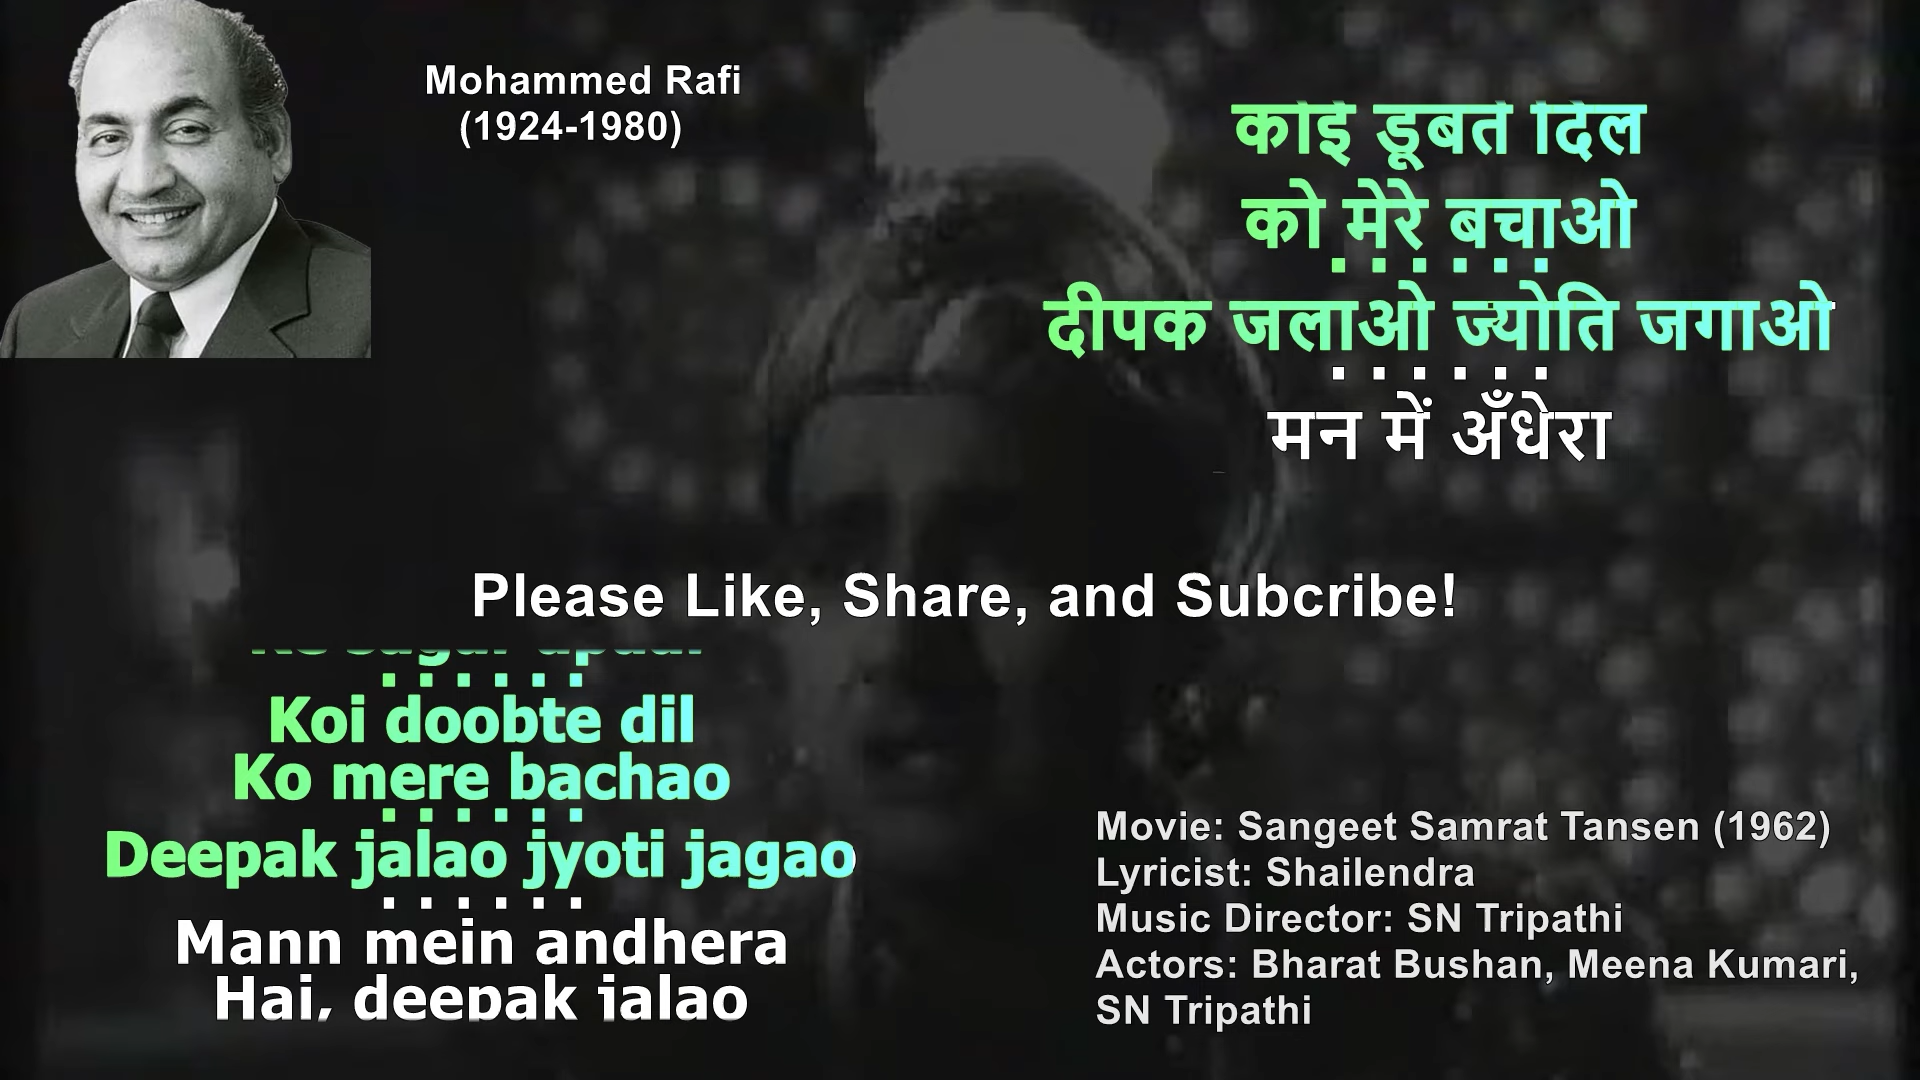 Mohammed Rafi
(1924-1980)
कोई डूबते दिल
को मेरे बचाओ
दीपक जलाओ ज्योति जगाओ
मन में अँधेरा
Please Like, Share, and Subcribe!
Koi doobte dil
Ko mere bachao
Deepak jalao jyoti jagao
Mann mein andhera
Hai, deepak jalao
Movie: Sangeet Samrat Tansen (1962)
Lyricist: Shailendra
Music Director: SN Tripathi
Actors: Bharat Bushan, Meena Kumari,
SN Tripathi